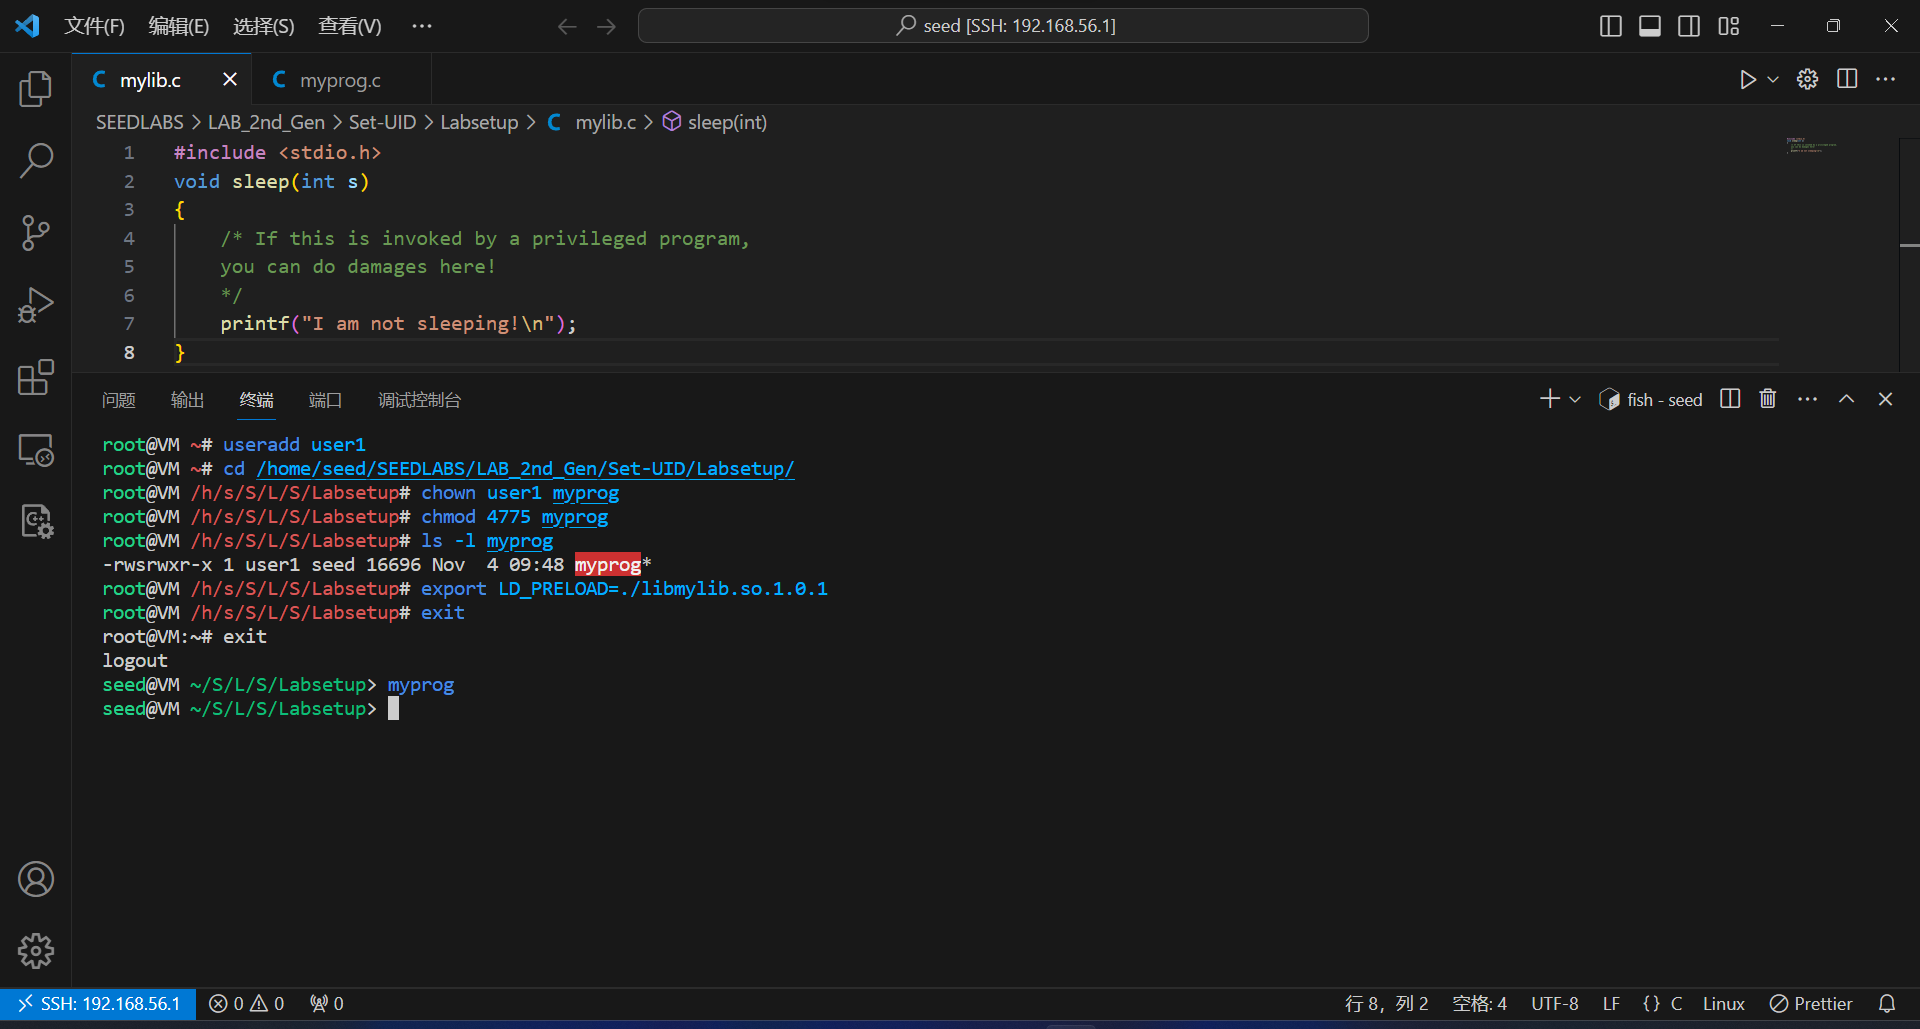 文件(F) 编辑(E) 选择(S) 查看(V) ··· seed [SSH: 192.168.56.1]
mylib.c myprog.c
SEEDLABS > LAB_2nd_Gen > Set-UID > Labsetup > C mylib.c > sleep(int)
1 #include <stdio.h>
2 void sleep(int s)
3 {
4 /* If this is invoked by a privileged program,
5 you can do damages here!
6 */
7 printf("I am not sleeping!\n");
8 }
问题 输出 终端 端口 调试控制台 fish - seed
root@VM ~# useradd user1
root@VM ~# cd /home/seed/SEEDLABS/LAB_2nd_Gen/Set-UID/Labsetup/
root@VM /h/s/S/L/S/Labsetup# chown user1 myprog
root@VM /h/s/S/L/S/Labsetup# chmod 4775 myprog
root@VM /h/s/S/L/S/Labsetup# ls -l myprog
-rwsrwxr-x 1 user1 seed 16696 Nov  4 09:48 myprog*
root@VM /h/s/S/L/S/Labsetup# export LD_PRELOAD=./libmylib.so.1.0.1
root@VM /h/s/S/L/S/Labsetup# exit
root@VM:~# exit
logout
seed@VM ~/S/L/S/Labsetup> myprog
seed@VM ~/S/L/S/Labsetup>
SSH: 192.168.56.1 0 0 0 行 8，列 2 空格: 4 UTF-8 LF {} C Linux Prettier